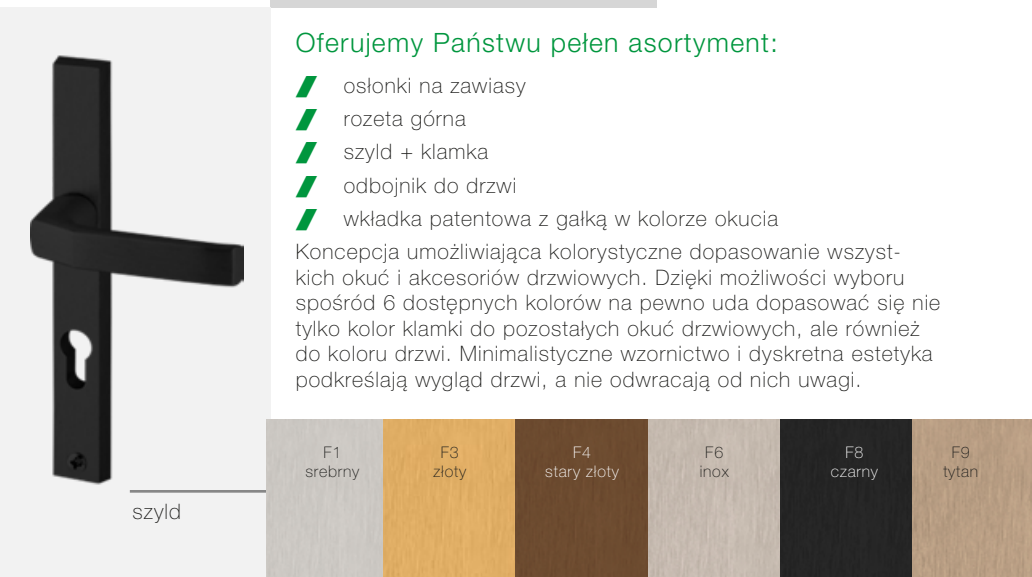 Oferujemy Państwu pełen asortyment:
osłonki na zawiasy
rozeta górna
szyld + klamka
odbojnik do drzwi
wkładka patentowa z gałką w kolorze okucia
Koncepcja umożliwiająca kolorystyczne dopasowanie wszyst-
kich okuć i akcesoriów drzwiowych. Dzięki możliwości wyboru
spośród 6 dostępnych kolorów na pewno uda dopasować się nie
tylko kolor klamki do pozostałych okuć drzwiowych, ale również
do koloru drzwi. Minimalistyczne wzornictwo i dyskretna estetyka
podkreślają wygląd drzwi, a nie odwracają od nich uwagi.
F1
srebrny
F3
złoty
F4
stary złoty
F6
inox
F8
czarny
F9
tytan
szyld